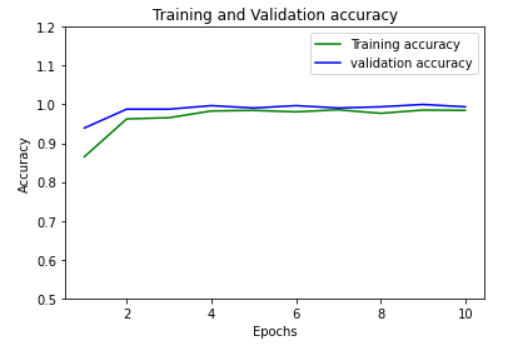 Training and Validation accuracy
Training accuracy
validation accuracy
1.2
1.1
1.0
0.9
0.8
0.7
0.6
0.5
Accuracy
2 4 6 8 10
Epochs